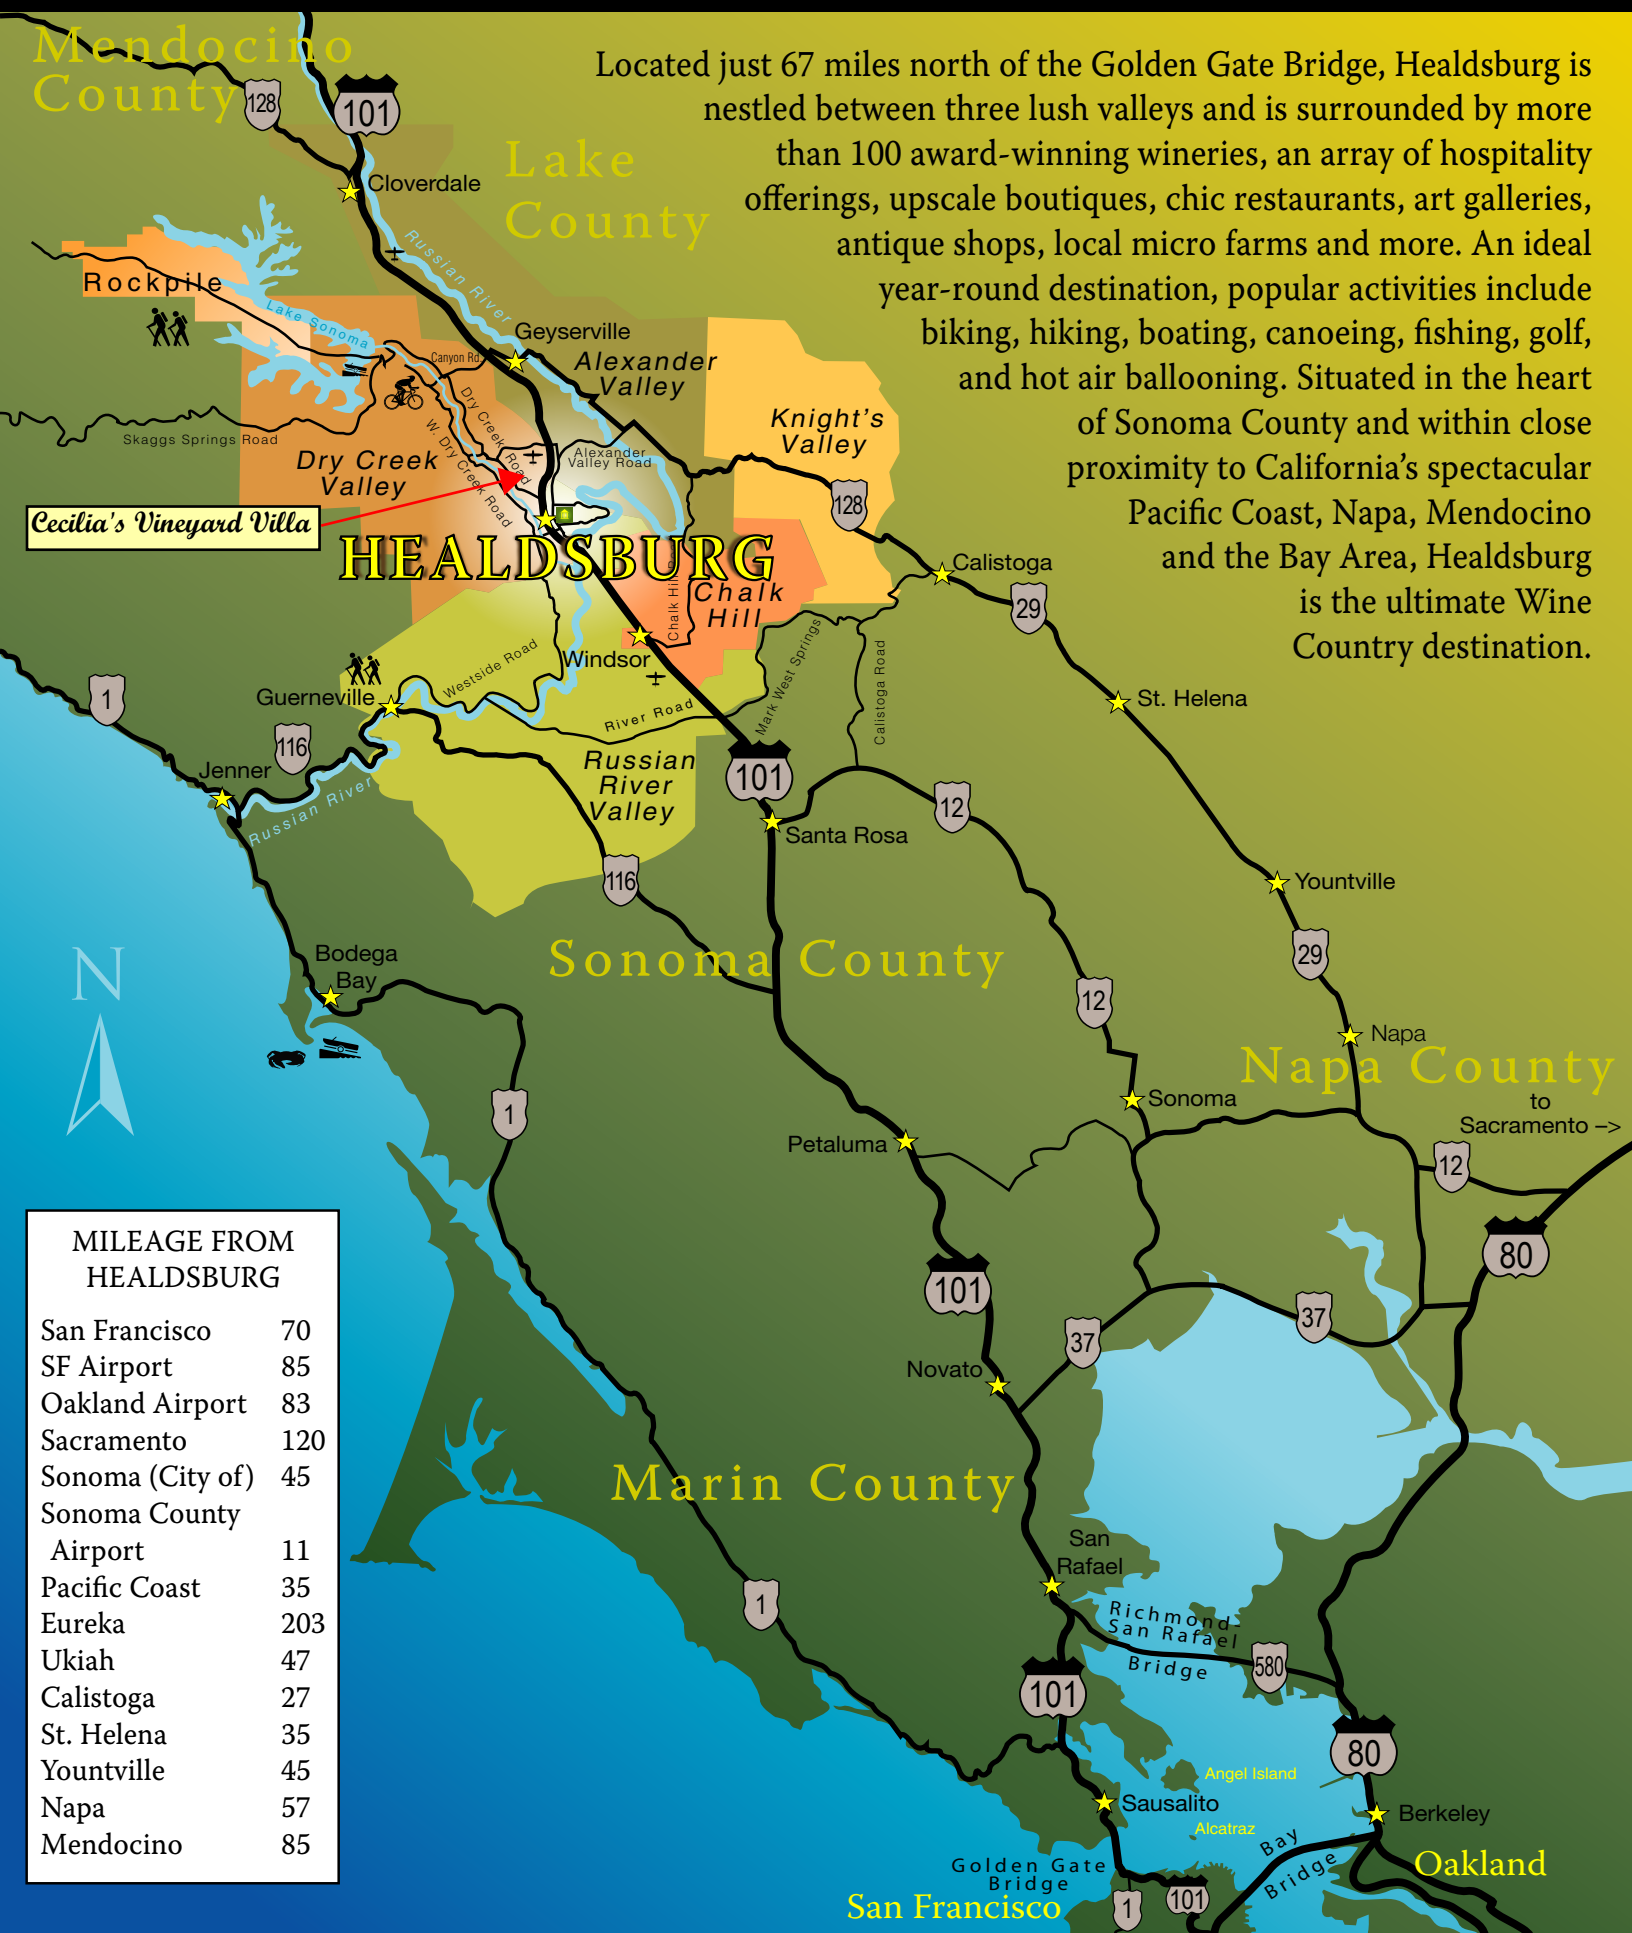 Mendocino
County
128
101
Located just 67 miles north of the Golden Gate Bridge, Healdsburg is
nestled between three lush valleys and is surrounded by more
than 100 award-winning wineries, an array of hospitality
offerings, upscale boutiques, chic restaurants, art galleries,
antique shops, local micro farms and more. An ideal
year-round destination, popular activities include
biking, hiking, boating, canoeing, fishing, golf,
and hot air ballooning. Situated in the heart
of Sonoma County and within close
proximity to California’s spectacular
Pacific Coast, Napa, Mendocino
and the Bay Area, Healdsburg
is the ultimate Wine
Country destination.
Lake
County
Cloverdale
Russian River
Rockpile
Lake Sonoma
Geyserville
Canyon Rd.
Alexander
Valley
Knight's
Valley
Dry Creek Road
W. Dry Creek Road
Skaggs Springs Road
Dry Creek
Valley
Alexander
Valley Road
128
Cecilia's Vineyard Villa
HEALDSBURG
Chalk Hill Rd
Chalk
Hill
Calistoga
29
Windsor
Westside Road
Mark West Springs
Calistoga Road
Guerneville
River Road
St. Helena
1
116
Jenner
Russian River
Russian
River
Valley
101
12
Santa Rosa
116
Yountville
Sonoma County
Bodega
Bay
29
N
12
Napa
Napa County
to
Sacramento –>
Sonoma
1
Petaluma
12
80
101
37
37
Novato
MILEAGE FROM
HEALDSBURG
San Francisco 70
SF Airport 85
Oakland Airport 83
Sacramento 120
Sonoma (City of) 45
Sonoma County
Airport 11
Pacific Coast 35
Eureka 203
Ukiah 47
Calistoga 27
St. Helena 35
Yountville 45
Napa 57
Mendocino 85
Marin County
San
Rafael
1
Richmond-
San Rafael
Bridge
580
101
80
Angel Island
Sausalito
Alcatraz
Berkeley
Bay
Bridge
Oakland
Golden Gate
Bridge
San Francisco
1
101